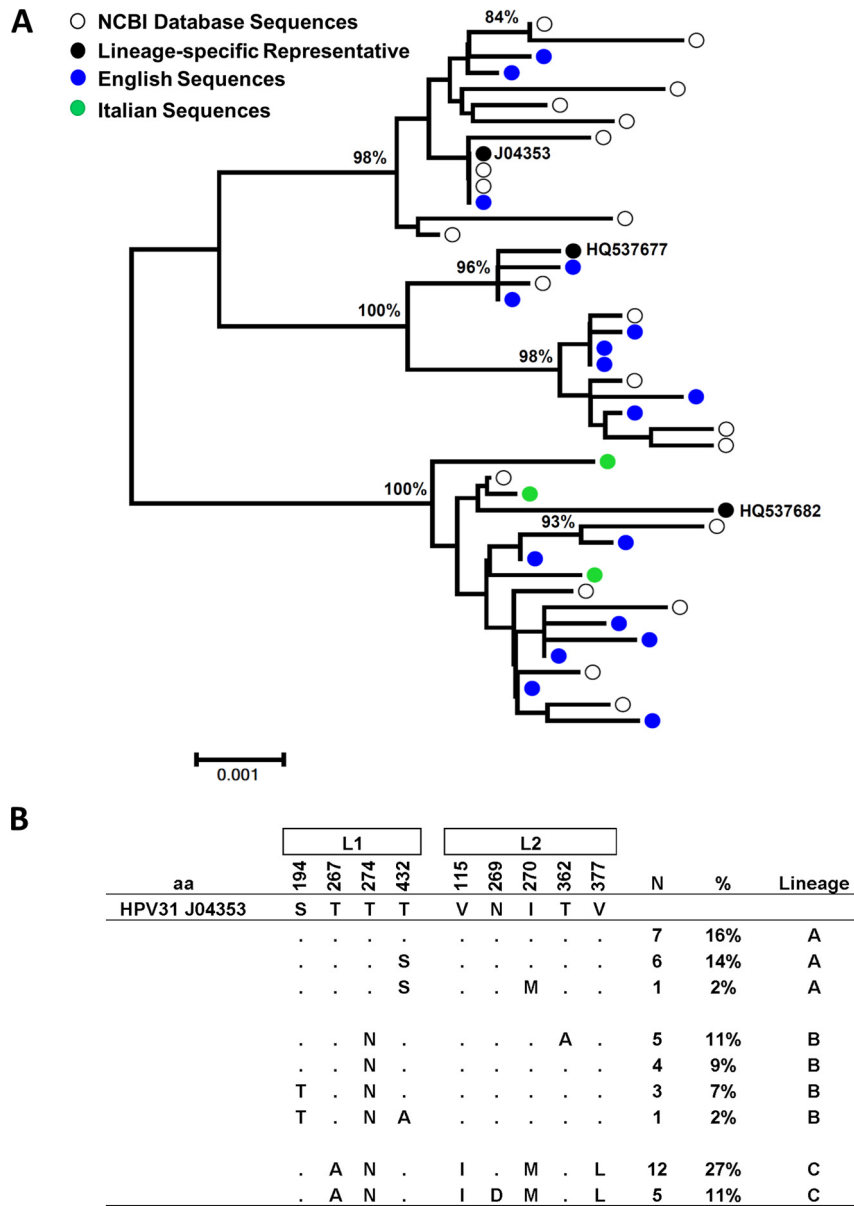 A
NCBI Database Sequences
Lineage-specific Representative
English Sequences
Italian Sequences
84%
98%
J04353
HQ537677
96%
100%
98%
100%
HQ537682
93%
0.001
B
L1 L2
aa 194 267 274 432 115 269 270 362 377 N % Lineage
HPV31 J04353 S T T T V N I T V
. . . . . . . . . 7 16% A
. . . S . . . . . 6 14% A
. . . S . . M . . 1 2% A
. . N . . . . A . 5 11% B
. . N . . . . . . 4 9% B
T . N . . . . . . 3 7% B
T . N A . . . . . 1 2% B
. A N . I . M . L 12 27% C
. A N . I D M . L 5 11% C